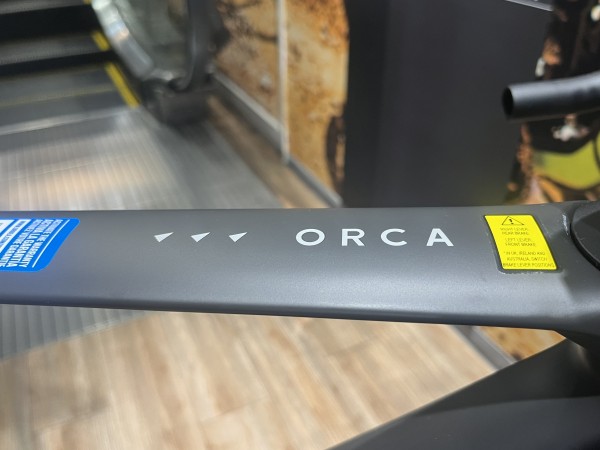 ORCA
RIGHT LEVER
REAR BRAKE
LEFT LEVER
FRONT BRAKE
*IN UK, IRELAND AND
AUSTRALIA, SWITCH
BRAKE LEVER POSITIONS